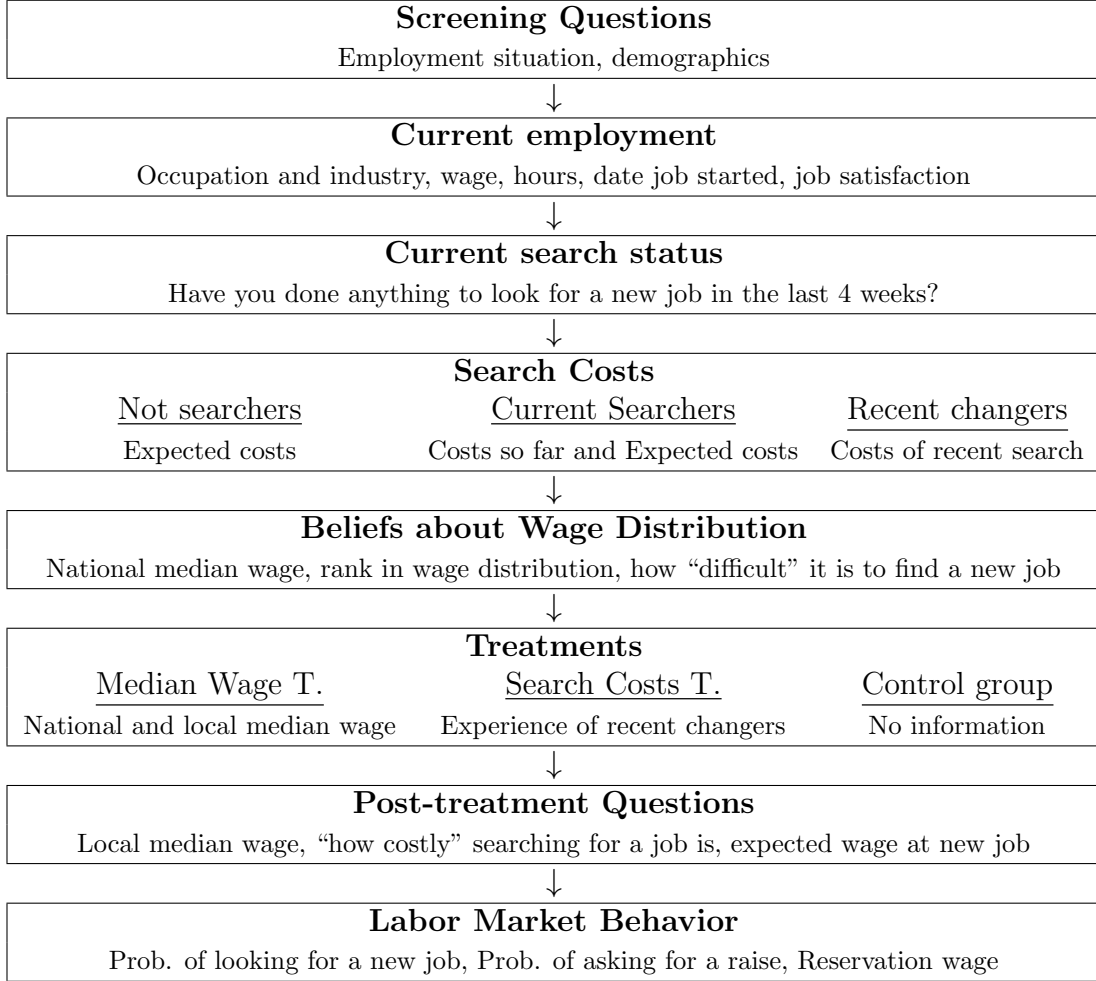 Screening Questions
Employment situation, demographics
↓
Current employment
Occupation and industry, wage, hours, date job started, job satisfaction
↓
Current search status
Have you done anything to look for a new job in the last 4 weeks?
↓
Search Costs
Not searchers Current Searchers Recent changers
Expected costs Costs so far and Expected costs Costs of recent search
↓
Beliefs about Wage Distribution
National median wage, rank in wage distribution, how “difficult” it is to find a new job
↓
Treatments
Median Wage T. Search Costs T. Control group
National and local median wage Experience of recent changers No information
↓
Post-treatment Questions
Local median wage, “how costly” searching for a job is, expected wage at new job
↓
Labor Market Behavior
Prob. of looking for a new job, Prob. of asking for a raise, Reservation wage